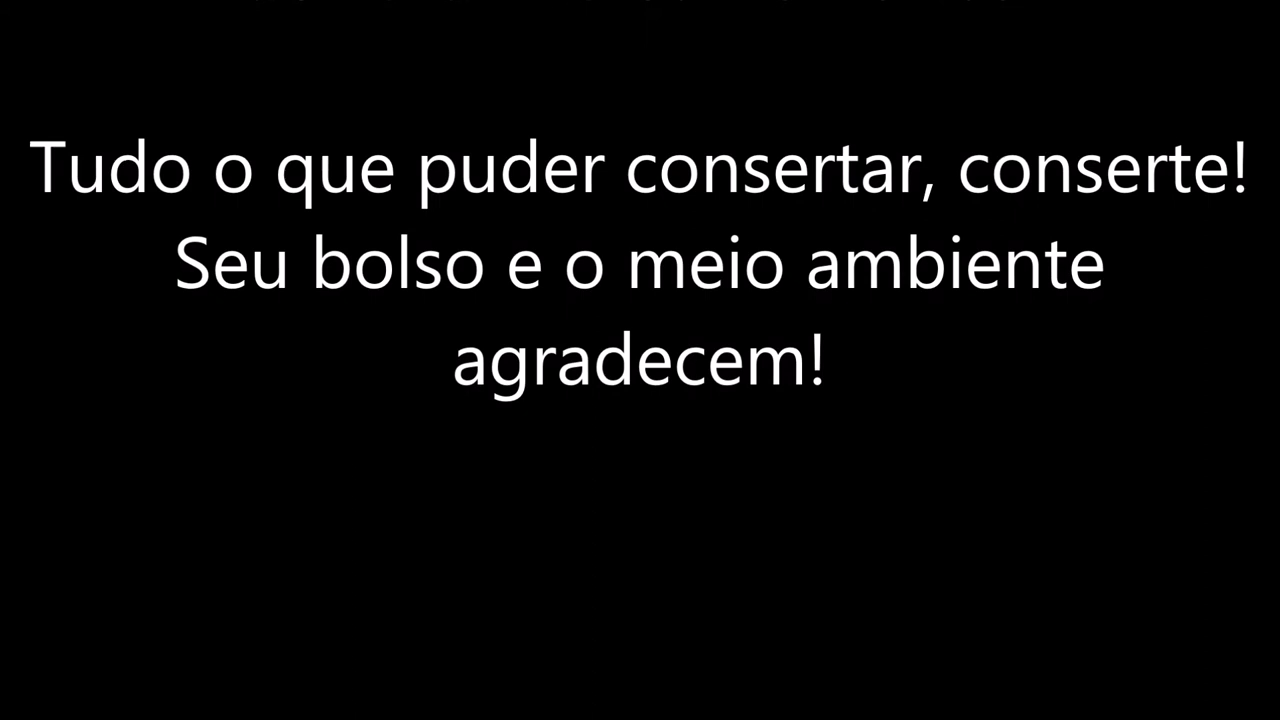 Tudo o que puder consertar, conserte!
Seu bolso e o meio ambiente
agradecem!